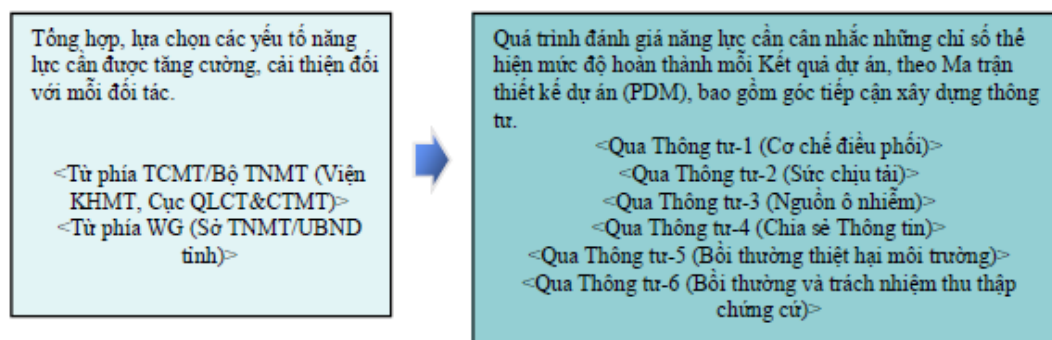 Tổng hợp, lựa chọn các yếu tố năng
lực cần được tăng cường, cải thiện đối
với mỗi đối tác.
<Từ phía TCMT/Bộ TNMT (Viện
KHMT, Cục QLCT&CTMT)>
<Từ phía WG (Sở TNMT/UBND
tỉnh)>
Quá trình đánh giá năng lực cần cân nhắc những chỉ số thể
hiện mức độ hoàn thành mỗi Kết quả dự án, theo Ma trận
thiết kế dự án (PDM), bao gồm góc tiếp cận xây dựng thông
tư.
<Qua Thông tư-1 (Cơ chế điều phối)>
<Qua Thông tư-2 (Sức chịu tải)>
<Qua Thông tư-3 (Nguồn ô nhiễm)>
<Qua Thông tư-4 (Chia sẻ Thông tin)>
<Qua Thông tư-5 (Bồi thường thiệt hại môi trường)>
<Qua Thông tư-6 (Bồi thường và trách nhiệm thu thập
chứng cứ)>